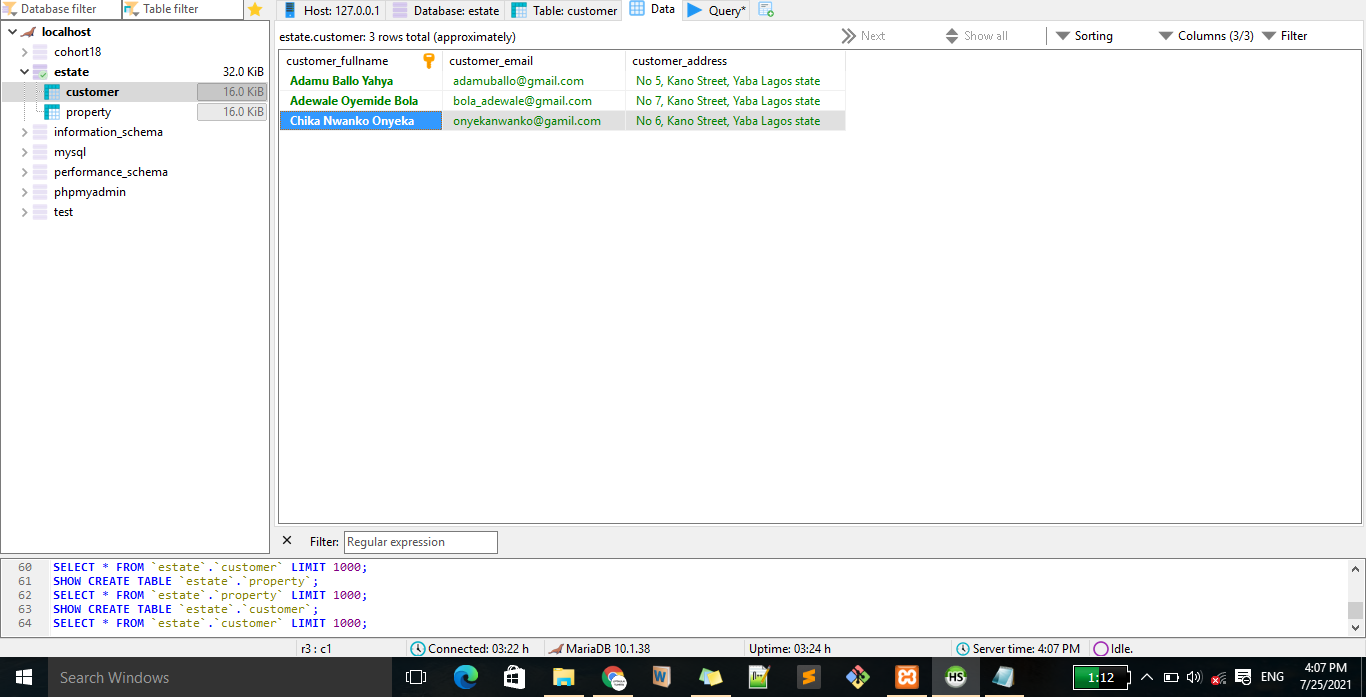 Database filter Table filter Host: 127.0.0.1 Database: estate Table: customer Data Query*
localhost
cohort18
estate 32.0 KiB
customer 16.0 KiB
property 16.0 KiB
information_schema
mysql
performance_schema
phpmyadmin
test
estate.customer: 3 rows total (approximately) Next Show all Sorting Columns (3/3) Filter
customer_fullname customer_email customer_address
Adamu Ballo Yahya adamuballo@gmail.com No 5, Kano Street, Yaba Lagos state
Adewale Oyemide Bola bola_adewale@gmail.com No 7, Kano Street, Yaba Lagos state
Chika Nwanko Onyeka onyekanwanko@gamil.com No 6, Kano Street, Yaba Lagos state
Filter: Regular expression
60 SELECT * FROM `estate`.`customer` LIMIT 1000;
61 SHOW CREATE TABLE `estate`.`property`;
62 SELECT * FROM `estate`.`property` LIMIT 1000;
63 SHOW CREATE TABLE `estate`.`customer`;
64 SELECT * FROM `estate`.`customer` LIMIT 1000;
r3 : c1 Connected: 03:22 h MariaDB 10.1.38 Uptime: 03:24 h Server time: 4:07 PM Idle.
Search Windows HS 1:12 ENG 4:07 PM
7/25/2021